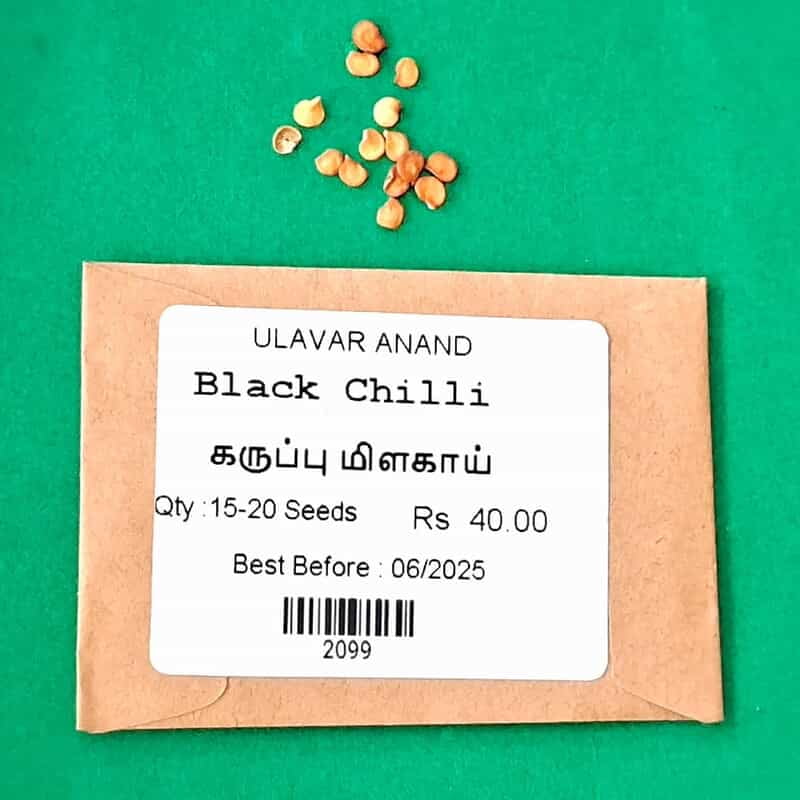 ULAVAR ANAND
Black Chilli
கருப்பு மிளகாய்
Qty :15-20 Seeds Rs 40.00
Best Before : 06/2025
2099